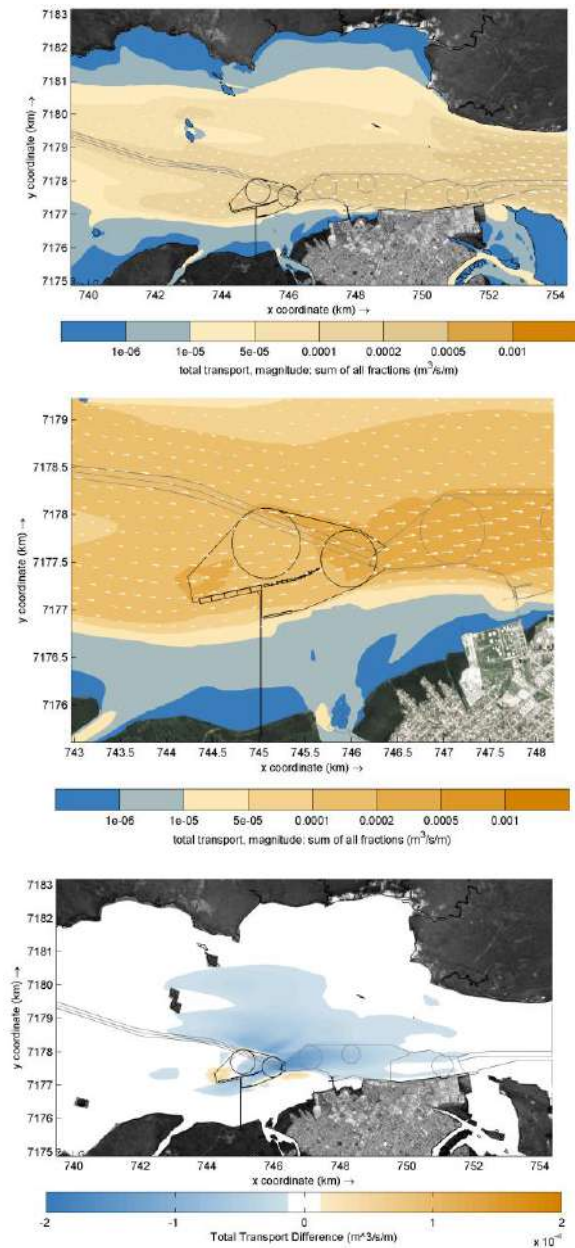 7183
7182
7181
7180
7179
7178
7177
7176
7175
y coordinate (km) →
740 742 744 746 748 750 752 754
x coordinate (km) →
1e-06 1e-05 5e-05 0.0001 0.0002 0.0005 0.001
total transport, magnitude: sum of all fractions (m³/s/m)
7179
7178.5
7178
7177.5
7177
7176.5
7176
y coordinate (km) →
743 743.5 744 744.5 745 745.5 746 746.5 747 747.5 748
x coordinate (km) →
1e-06 1e-05 5e-05 0.0001 0.0002 0.0005 0.001
total transport, magnitude: sum of all fractions (m³/s/m)
7183
7182
7181
7180
7179
7178
7177
7176
7175
y coordinate (km) →
740 742 744 746 748 750 752 754
x coordinate (km) →
-2 -1 0 1 2
Total Transport Difference (m^3/s/m)